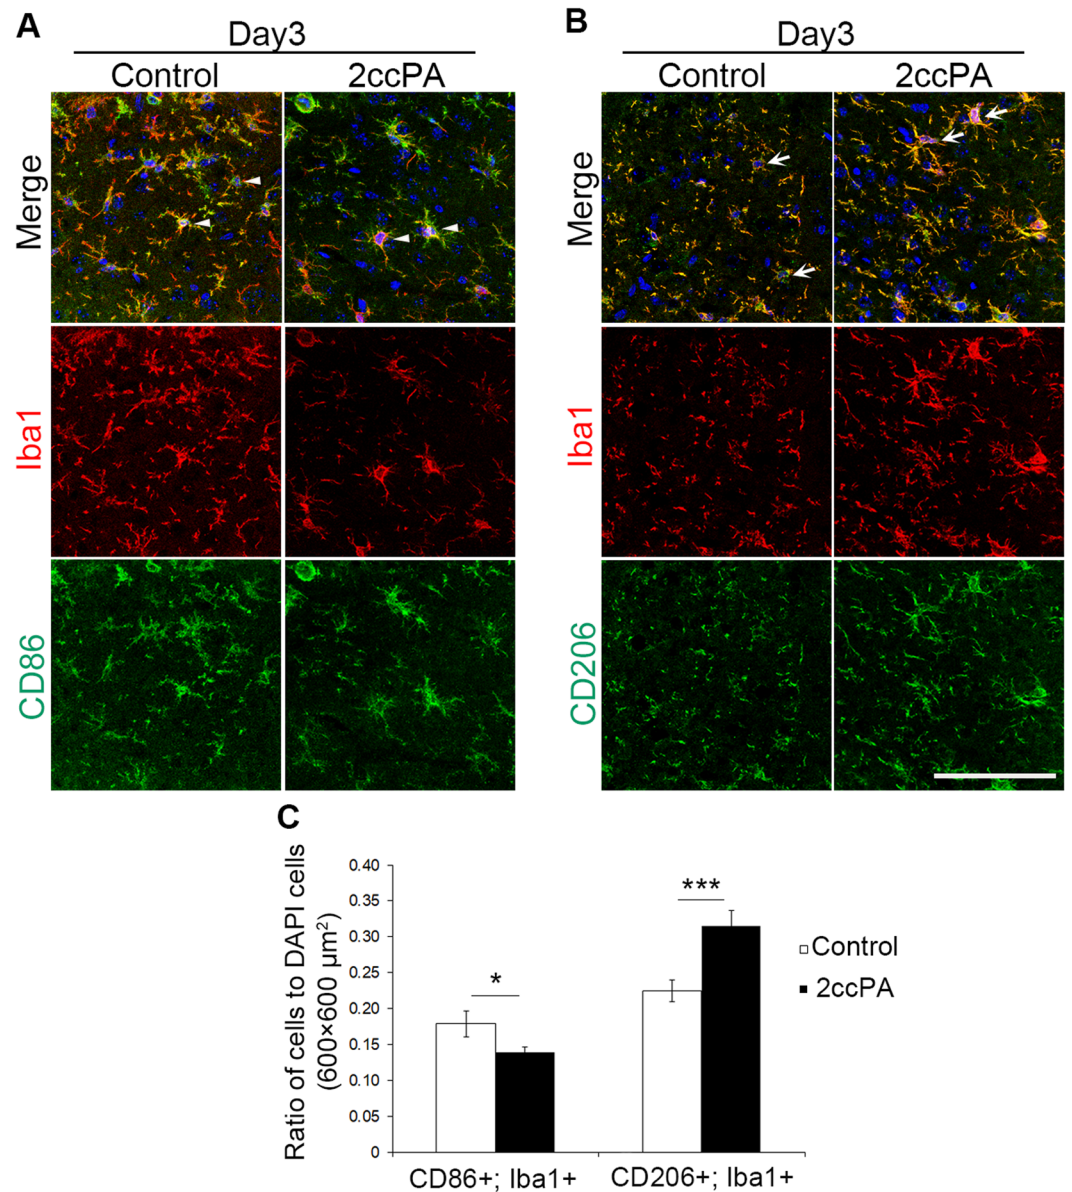 A
Day3
Control 2ccPA
Merge
Iba1
CD86
B
Day3
Control 2ccPA
Merge
Iba1
CD206
C
Ratio of cells to DAPI cells
(600×600 μm²)
0.40
0.35
0.30
0.25
0.20
0.15
0.10
0.05
0
*
***
Control
2ccPA
CD86+; Iba1+
CD206+; Iba1+